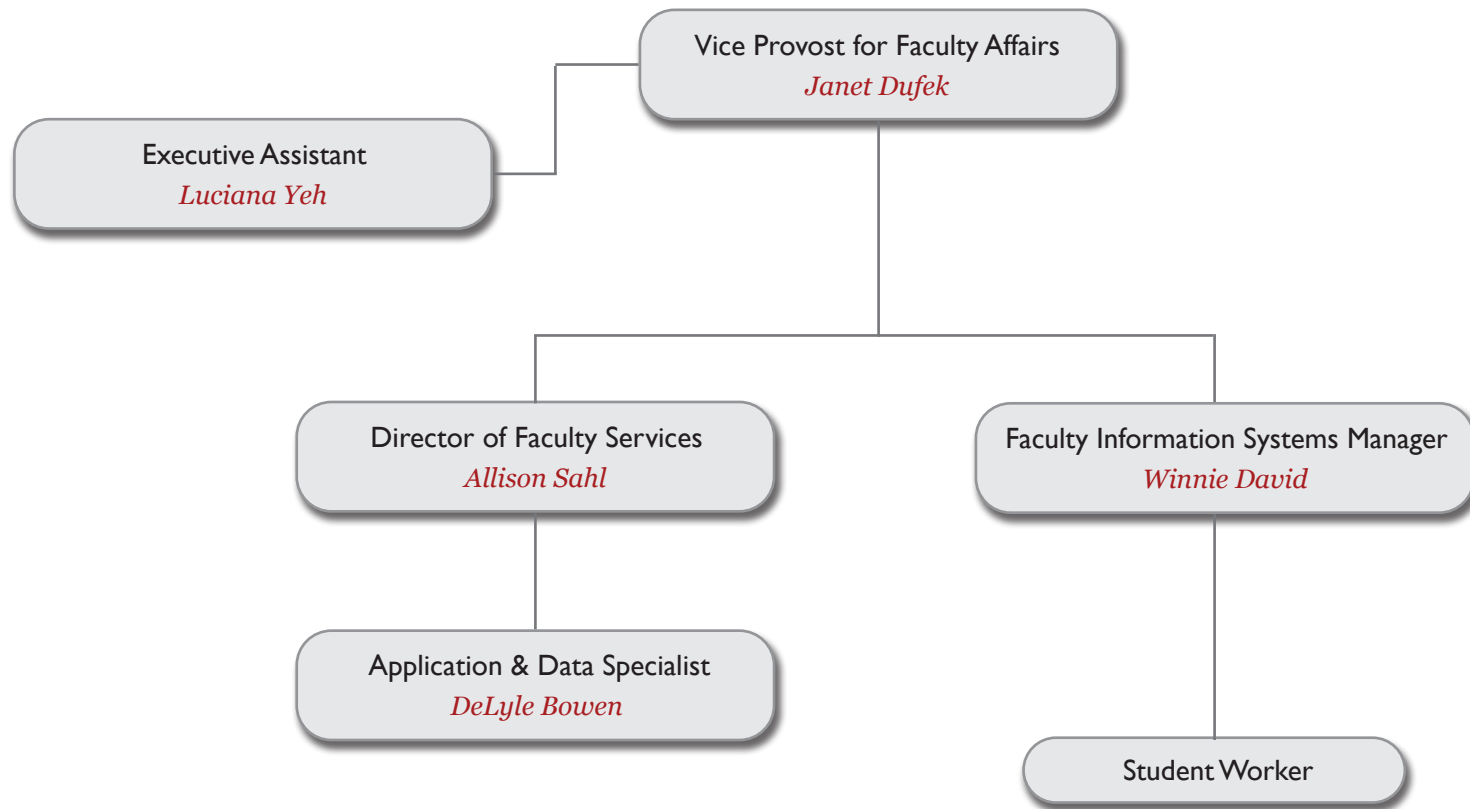 Vice Provost for Faculty Affairs
Janet Dufek
Executive Assistant
Luciana Yeh
Director of Faculty Services
Allison Sahl
Faculty Information Systems Manager
Winnie David
Application & Data Specialist
DeLyle Bowen
Student Worker